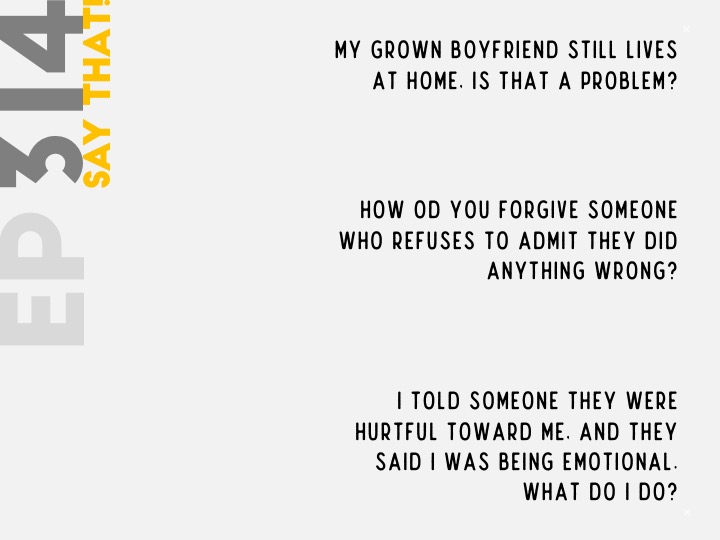 EP 314
SAY THAT!
MY GROWN BOYFRIEND STILL LIVES
AT HOME. IS THAT A PROBLEM?
HOW OD YOU FORGIVE SOMEONE
WHO REFUSES TO ADMIT THEY DID
ANYTHING WRONG?
I TOLD SOMEONE THEY WERE
HURTFUL TOWARD ME, AND THEY
SAID I WAS BEING EMOTIONAL.
WHAT DO I DO?